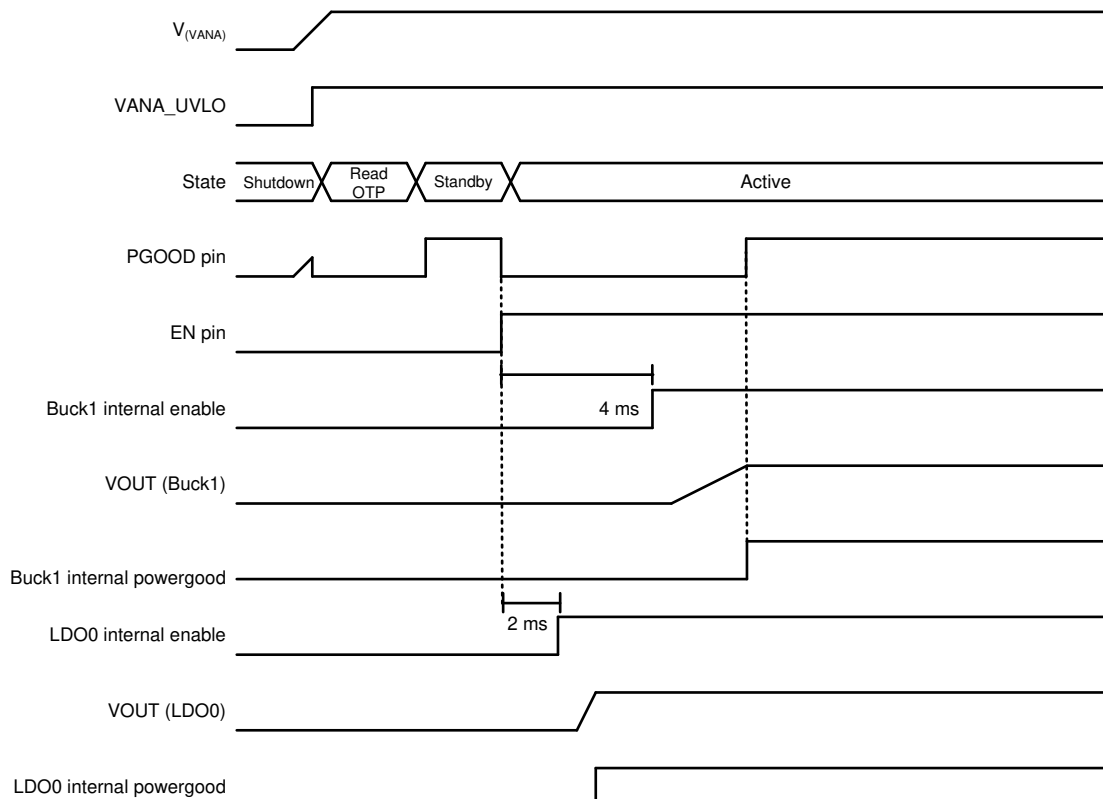 V(VANA)
VANA_UVLO
State
Shutdown
Read
OTP
Standby
Active
PGOOD pin
EN pin
Buck1 internal enable
4 ms
VOUT (Buck1)
Buck1 internal powergood
2 ms
LDO0 internal enable
VOUT (LDO0)
LDO0 internal powergood